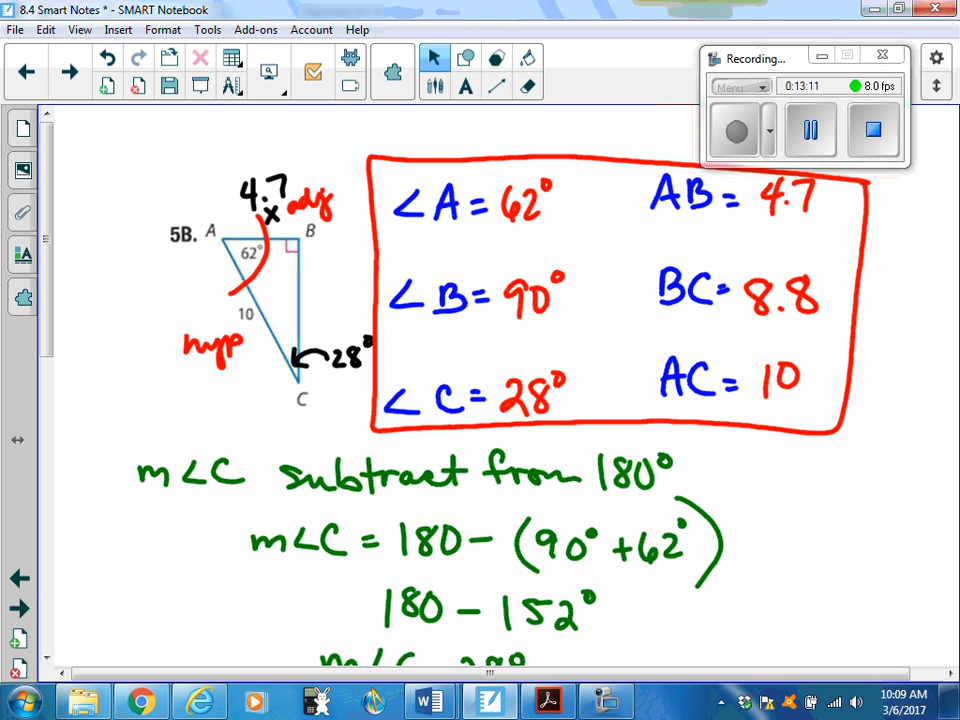 8.4 Smart Notes * - SMART Notebook
File Edit View Insert Format Tools Add-ons Account Help
Recording...
Menu 0:13:11 8.0 fps
4.7
x adj
5B. A B
62°
10
hyp
28°
C
∠A = 62° AB = 4.7
∠B = 90° BC = 8.8
∠C = 28° AC = 10
m∠C subtract from 180°
m∠C = 180 - (90° + 62°)
180 - 152°
10:09 AM
3/6/2017